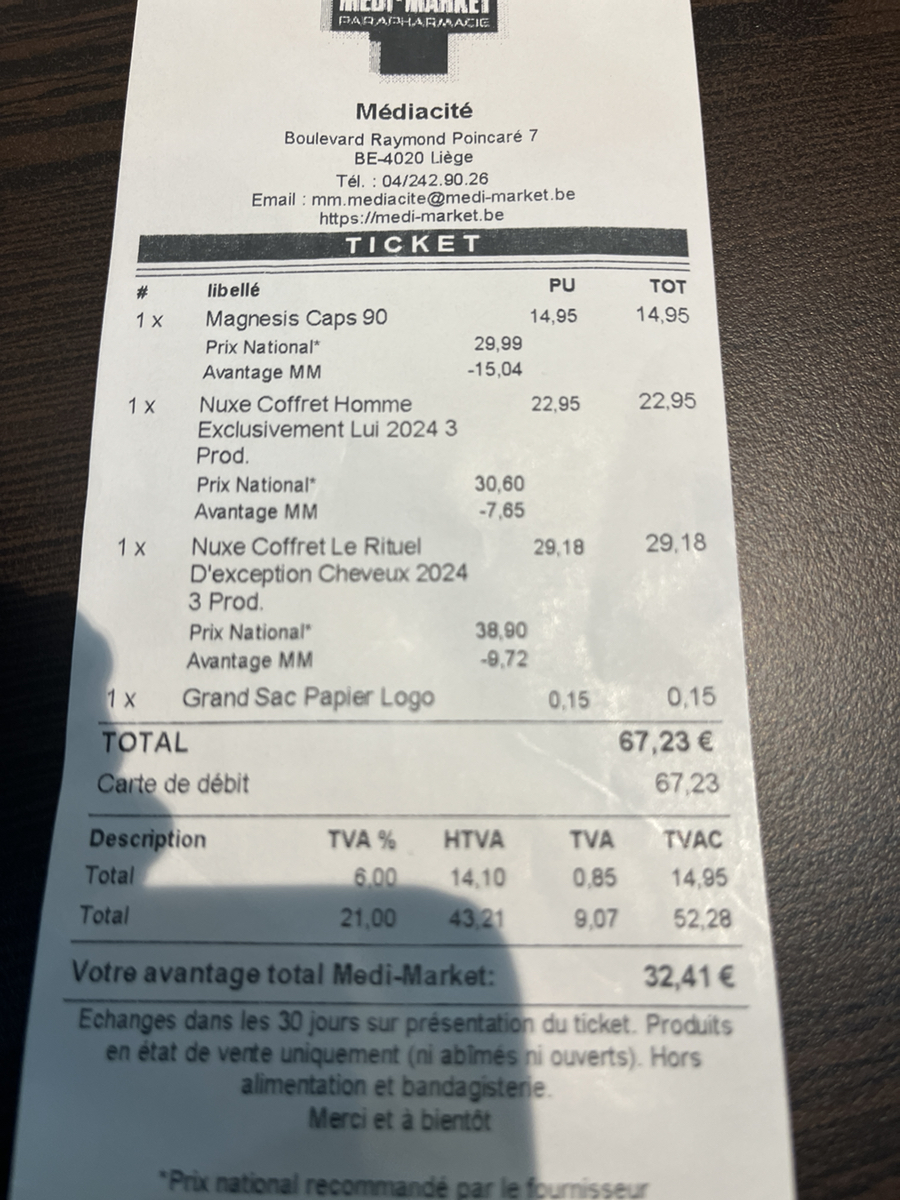 MEDI-MARKET
PARAPHARMACIE
Médiacité
Boulevard Raymond Poincaré 7
BE-4020 Liège
Tél. : 04/242.90.26
Email : mm.mediacite@medi-market.be
https://medi-market.be
TICKET
# libellé PU TOT
1 x Magnesis Caps 90 14,95 14,95
Prix National* 29,99
Avantage MM -15,04
1 x Nuxe Coffret Homme 22,95 22,95
Exclusivement Lui 2024 3
Prod.
Prix National* 30,60
Avantage MM -7,65
1 x Nuxe Coffret Le Rituel 29,18 29,18
D'exception Cheveux 2024
3 Prod.
Prix National* 38,90
Avantage MM -9,72
1 x Grand Sac Papier Logo 0,15 0,15
TOTAL 67,23 €
Carte de débit 67,23
Description TVA % HTVA TVA TVAC
Total 6,00 14,10 0,85 14,95
Total 21,00 43,21 9,07 52,28
Votre avantage total Medi-Market: 32,41 €
Echanges dans les 30 jours sur présentation du ticket. Produits
en état de vente uniquement (ni abîmés ni ouverts). Hors
alimentation et bandagisterie.
Merci et à bientôt
*Prix national recommandé par le fournisseur